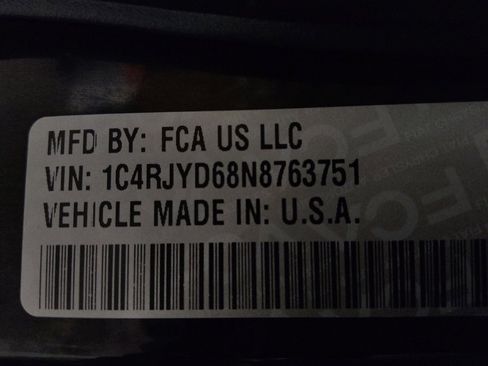 MFD BY: FCA US LLC
VIN: 1C4RJYD68N8763751
VEHICLE MADE IN: U.S.A.